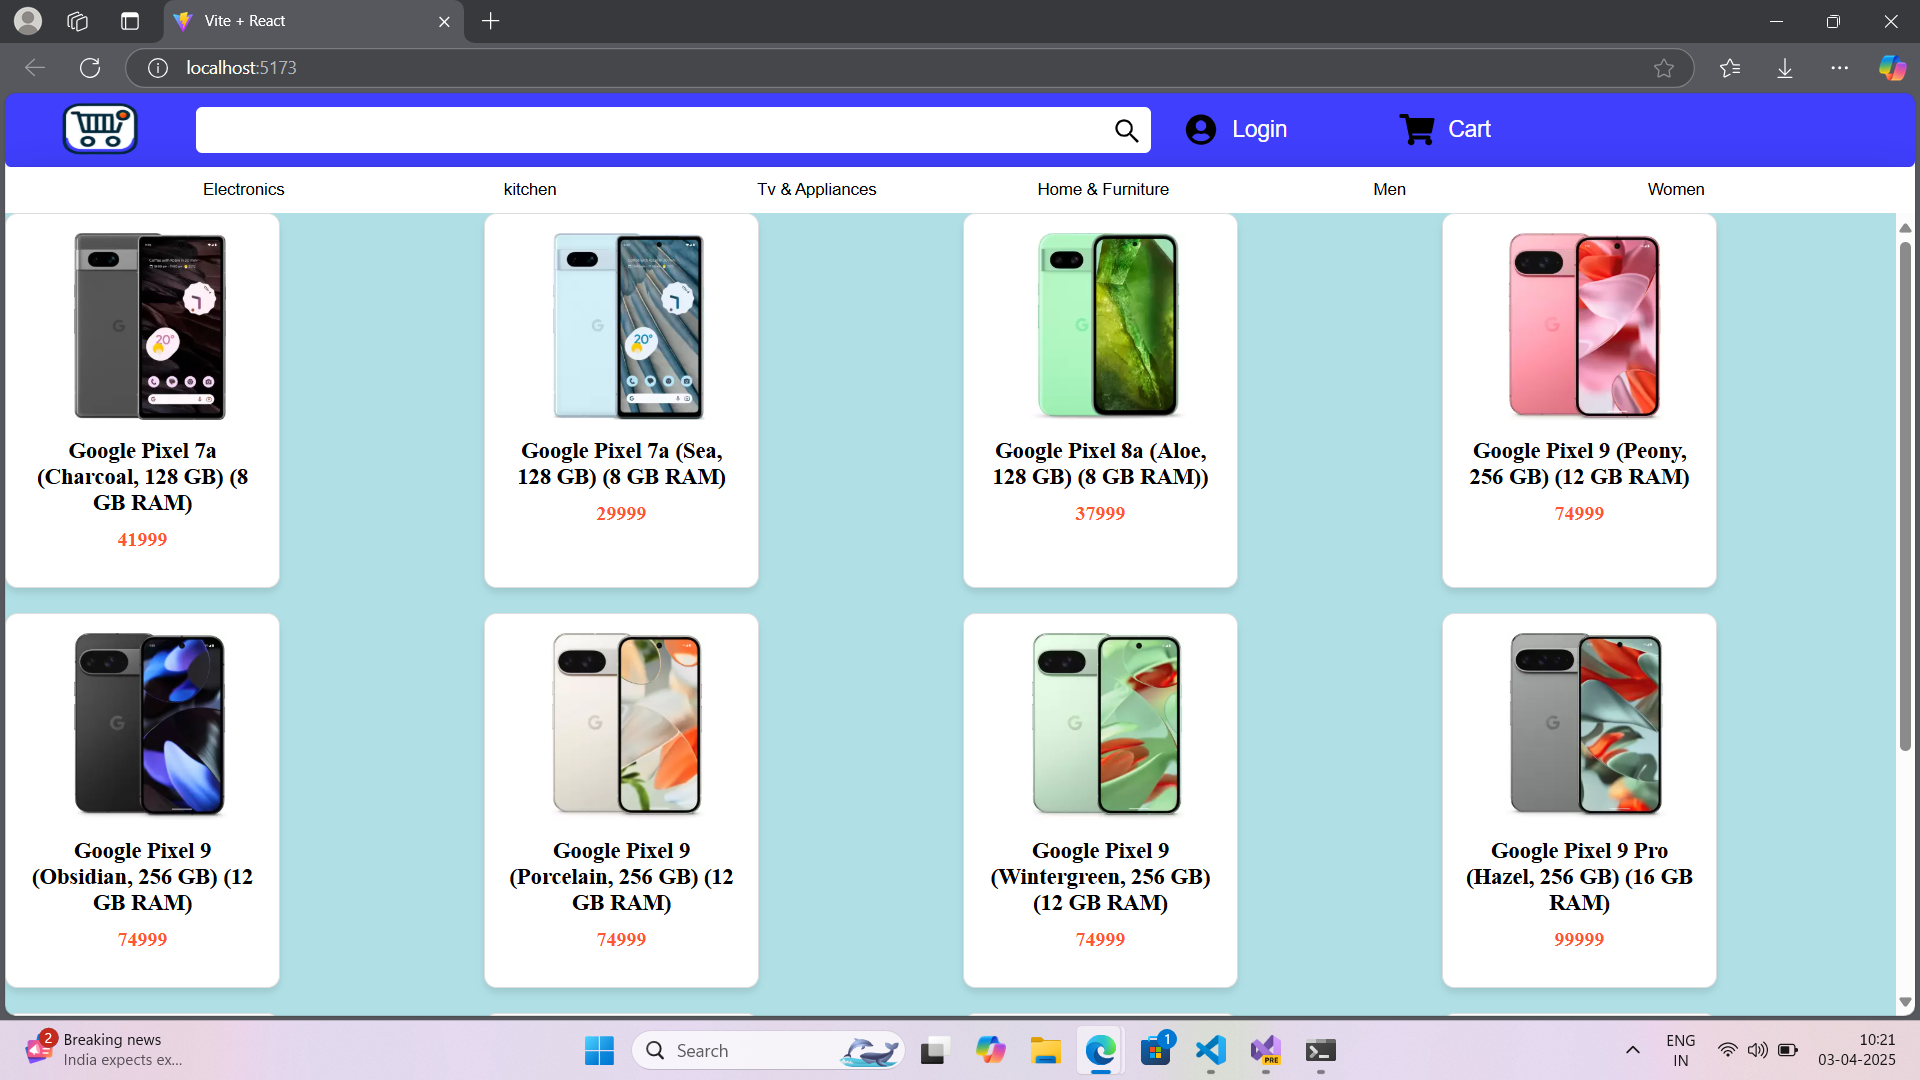 Vite + React
localhost:5173
Login
Cart
Electronics
kitchen
Tv & Appliances
Home & Furniture
Men
Women
Google Pixel 7a
(Charcoal, 128 GB) (8
GB RAM)
41999
Google Pixel 7a (Sea,
128 GB) (8 GB RAM)
29999
Google Pixel 8a (Aloe,
128 GB) (8 GB RAM))
37999
Google Pixel 9 (Peony,
256 GB) (12 GB RAM)
74999
Google Pixel 9
(Obsidian, 256 GB) (12
GB RAM)
74999
Google Pixel 9
(Porcelain, 256 GB) (12
GB RAM)
74999
Google Pixel 9
(Wintergreen, 256 GB)
(12 GB RAM)
74999
Google Pixel 9 Pro
(Hazel, 256 GB) (16 GB
RAM)
99999
20°
20°
2
Breaking news
India expects ex...
Search
1
PRE
ENG
IN
10:21
03-04-2025